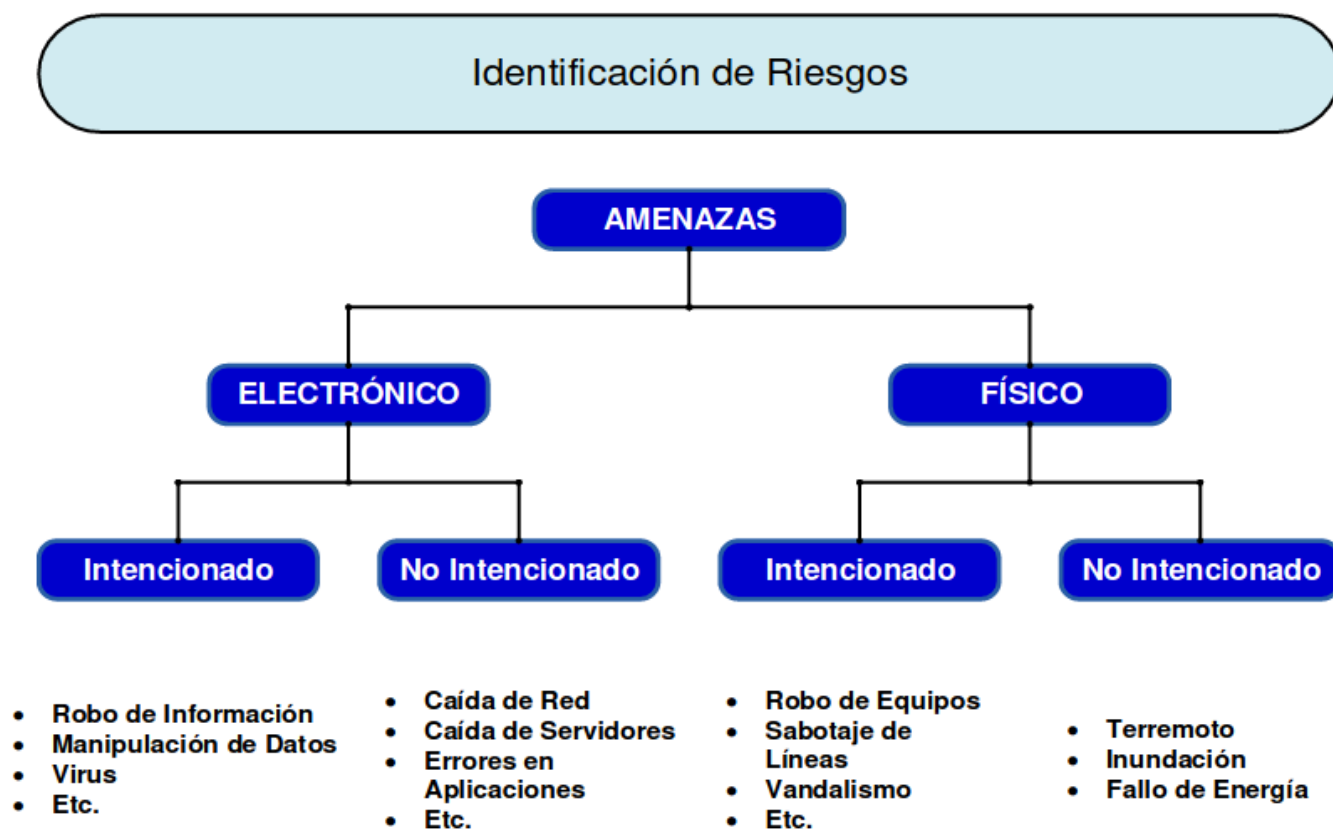 Identificación de Riesgos
AMENAZAS
ELECTRÓNICO
FÍSICO
Intencionado
No Intencionado
Intencionado
No Intencionado
• Robo de Información
• Manipulación de Datos
• Virus
• Etc.
• Caída de Red
• Caída de Servidores
• Errores en
Aplicaciones
• Etc.
• Robo de Equipos
• Sabotaje de
Líneas
• Vandalismo
• Etc.
• Terremoto
• Inundación
• Fallo de Energía